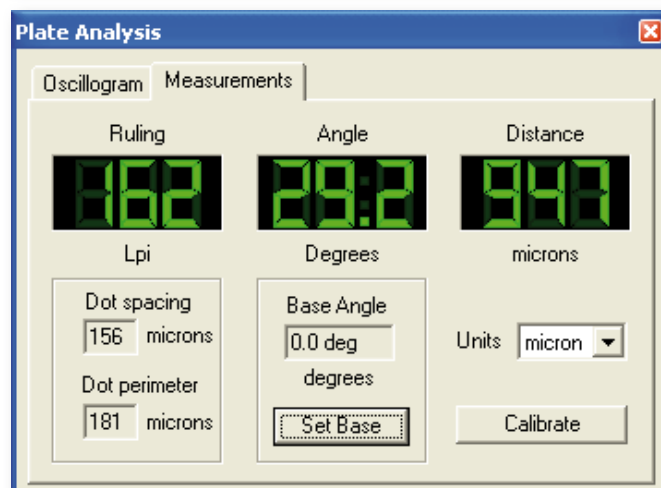 Plate Analysis
Oscillogram Measurements
Ruling Angle Distance
162 29.2 947
Lpi Degrees microns
Dot spacing
156 microns
Dot perimeter
181 microns
Base Angle
0.0 deg
degrees
Set Base
Units micron
Calibrate